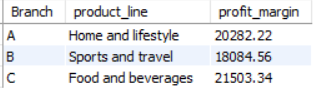 Branch product_line profit_margin
A Home and lifestyle 20282.22
B Sports and travel 18084.56
C Food and beverages 21503.34